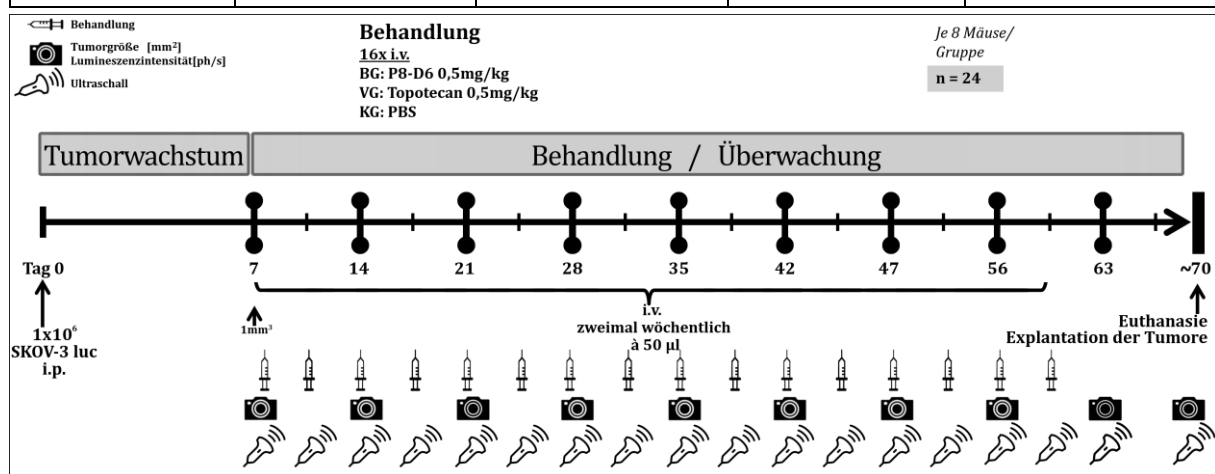 Behandlung
Tumorgröße [mm²]
Lumineszenzintensität[ph/s]
Ultraschall
Behandlung
16x i.v.
BG: P8-D6 0,5mg/kg
VG: Topotecan 0,5mg/kg
KG: PBS
Je 8 Mäuse/
Gruppe
n = 24
Tumorwachstum
Behandlung / Überwachung
Tag 0
7
14
21
28
35
42
47
56
63
~70
1x10⁶
SKOV-3 luc
i.p.
1mm³
i.v.
zweimal wöchentlich
à 50 µl
Euthanasie
Explantation der Tumore